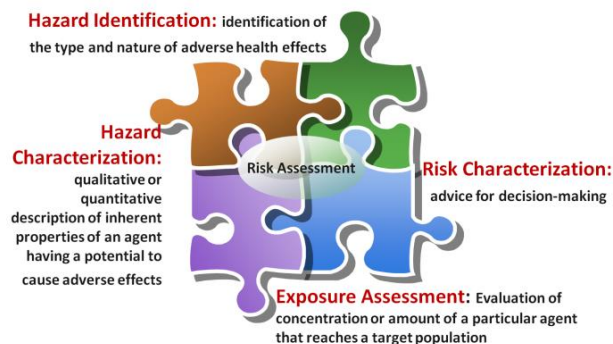 Hazard Identification: identification of
the type and nature of adverse health effects
Hazard
Characterization:
qualitative or
quantitative
description of inherent
properties of an agent
having a potential to
cause adverse effects
Risk Assessment
Risk Characterization:
advice for decision-making
Exposure Assessment: Evaluation of
concentration or amount of a particular agent
that reaches a target population